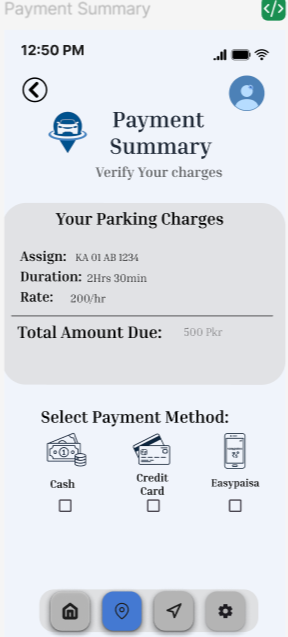 Payment Summary
12:50 PM
Payment
Summary
Verify Your charges
Your Parking Charges
Assign: KA 01 AB 1234
Duration: 2Hrs 30min
Rate: 200/hr
Total Amount Due: 500 Pkr
Select Payment Method:
Cash
Credit
Card
Easypaisa